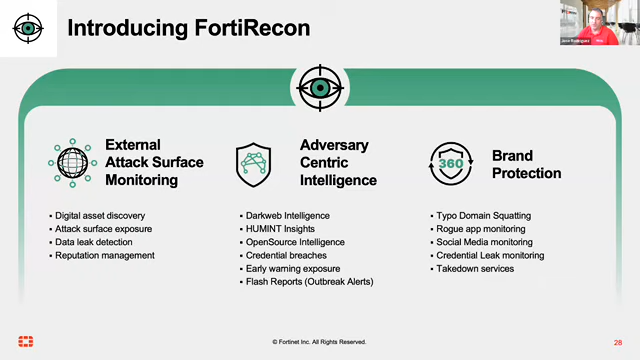 Introducing FortiRecon
External
Attack Surface
Monitoring
▪ Digital asset discovery
▪ Attack surface exposure
▪ Data leak detection
▪ Reputation management
Adversary
Centric
Intelligence
▪ Darkweb Intelligence
▪ HUMINT Insights
▪ OpenSource Intelligence
▪ Credential breaches
▪ Early warning exposure
▪ Flash Reports (Outbreak Alerts)
360
Brand
Protection
▪ Typo Domain Squatting
▪ Rogue app monitoring
▪ Social Media monitoring
▪ Credential Leak monitoring
▪ Takedown services
© Fortinet Inc. All Rights Reserved.
28